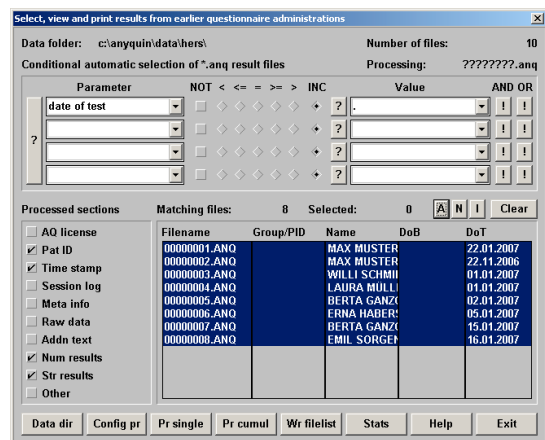 Select, view and print results from earlier questionnaire administrations
Data folder: c:\anyquin\data\hers\ Number of files: 10
Conditional automatic selection of *.anq result files Processing: ????????.anq
Parameter NOT < <= = >= > INC Value AND OR
date of test ? . ! !
? ! !
?
? ! !
? ! !
Processed sections Matching files: 8 Selected: 0 A N I Clear
AQ license Filename Group/PID Name DoB DoT
Pat ID 00000001.ANQ MAX MUSTER 22.01.2007
00000002.ANQ MAX MUSTER 22.11.2006
Time stamp 00000003.ANQ WILLI SCHMI 01.01.2007
Session log 00000004.ANQ LAURA MÜLLI 01.01.2007
Meta info 00000005.ANQ BERTA GANZ 02.01.2007
00000006.ANQ ERNA HABER 05.01.2007
Raw data 00000007.ANQ BERTA GANZ 15.01.2007
Addn text 00000008.ANQ EMIL SORGEN 16.01.2007
Num results
Str results
Other
Data dir Config pr Pr single Pr cumul Wr filelist Stats Help Exit